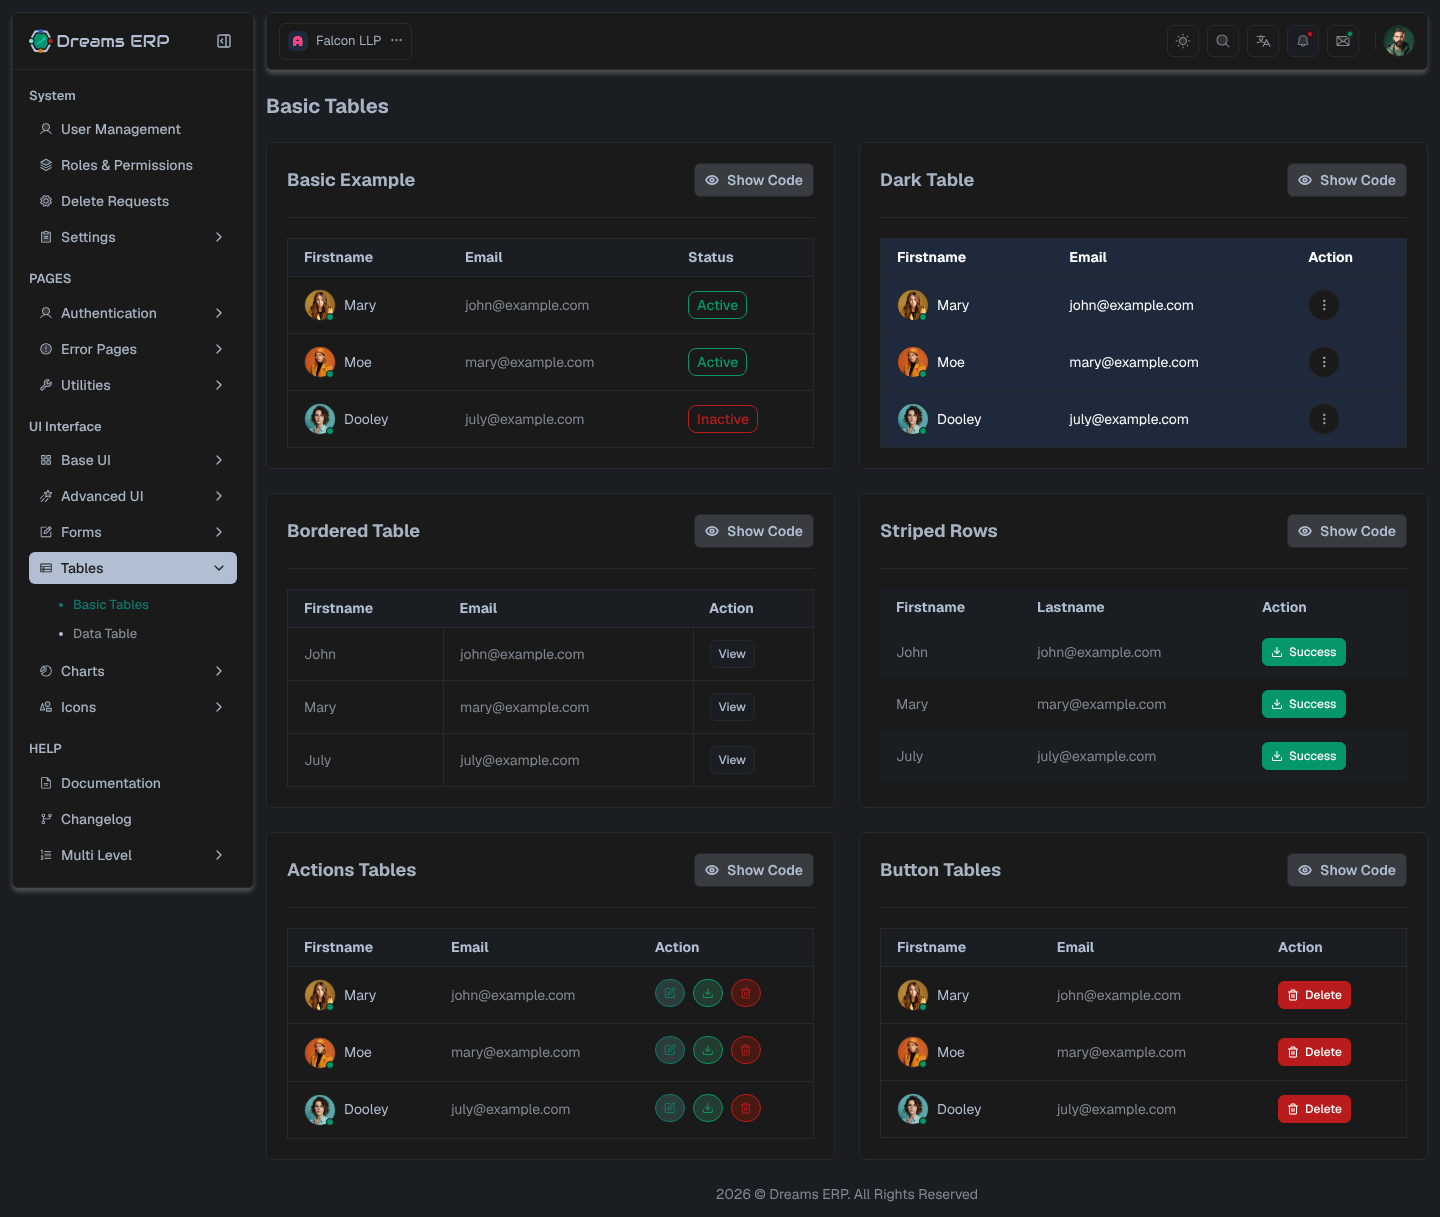 Dreams ERP
Falcon LLP
System
User Management
Roles & Permissions
Delete Requests
Settings
PAGES
Authentication
Error Pages
Utilities
UI Interface
Base UI
Advanced UI
Forms
Tables
Basic Tables
Data Table
Charts
Icons
HELP
Documentation
Changelog
Multi Level
Basic Tables
Basic Example
Show Code
Firstname Email Status
Mary john@example.com Active
Moe mary@example.com Active
Dooley july@example.com Inactive
Dark Table
Show Code
Firstname Email Action
Mary john@example.com
Moe mary@example.com
Dooley july@example.com
Bordered Table
Show Code
Firstname Email Action
John john@example.com View
Mary mary@example.com View
July july@example.com View
Striped Rows
Show Code
Firstname Lastname Action
John john@example.com Success
Mary mary@example.com Success
July july@example.com Success
Actions Tables
Show Code
Firstname Email Action
Mary john@example.com
Moe mary@example.com
Dooley july@example.com
Button Tables
Show Code
Firstname Email Action
Mary john@example.com Delete
Moe mary@example.com Delete
Dooley july@example.com Delete
2026 © Dreams ERP. All Rights Reserved